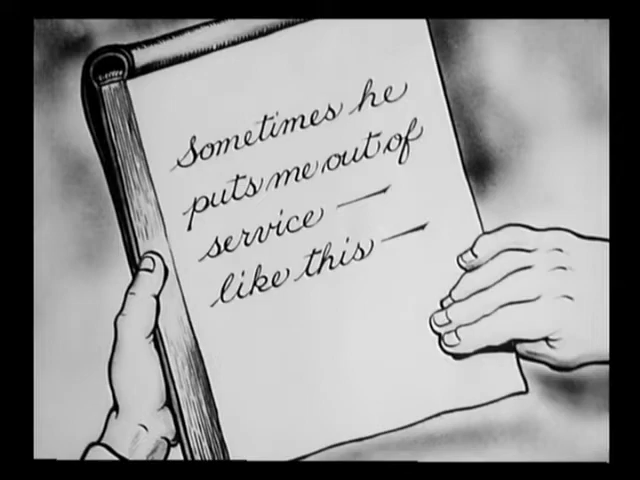 Sometimes he
puts me out of
service —
like this —